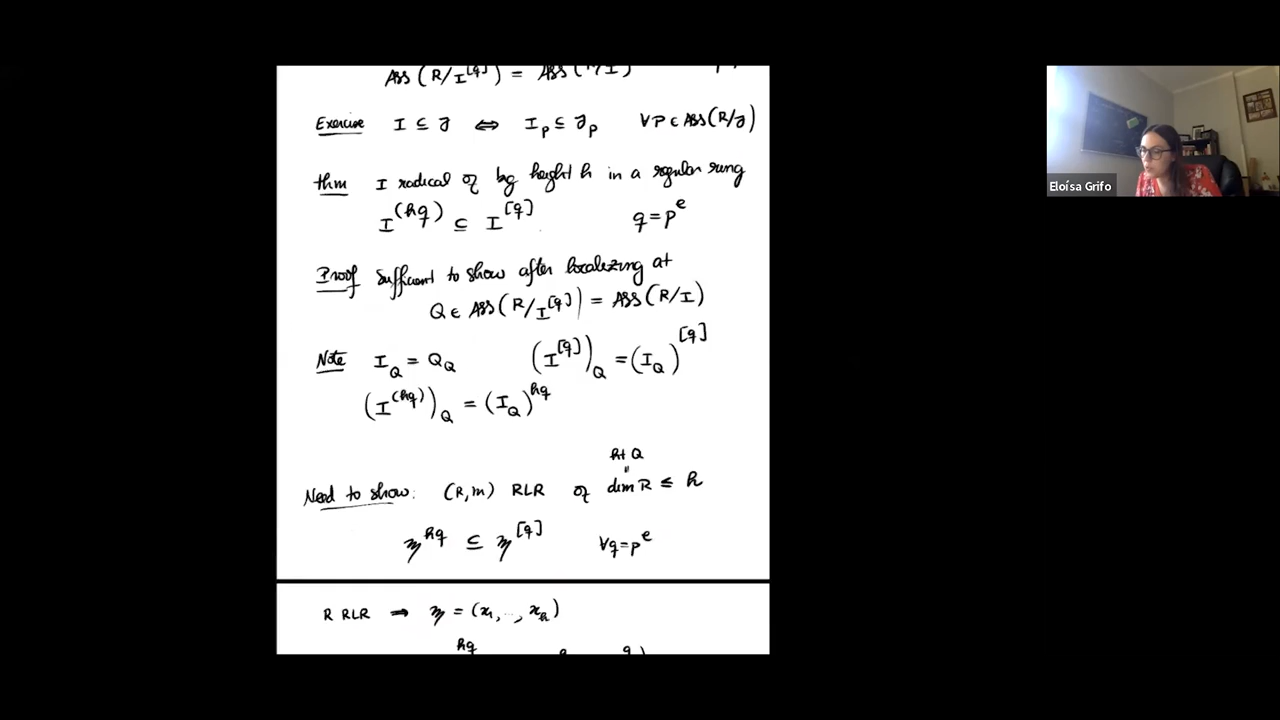 Ass(R/I^[q]) = Ass(R/I)
Exercise I ⊆ J ⟺ I_P ⊆ J_P ∀P ∈ Ass(R/J)
thm I radical of big height h in a regular ring
I^(hq) ⊆ I^[q] q = p^e
Proof Sufficient to show after localizing at
Q ∈ Ass(R/I^[q]) = Ass(R/I)
Note I_Q = Q_Q (I^[q])_Q = (I_Q)^[q]
(I^(hq))_Q = (I_Q)^hq
ht Q
"
Need to show: (R, m) RLR of dim R ≤ h
m^hq ⊆ m^[q] ∀q = p^e
R RLR ⟹ m = (x_1, ..., x_h)
hq
Eloísa Grifo